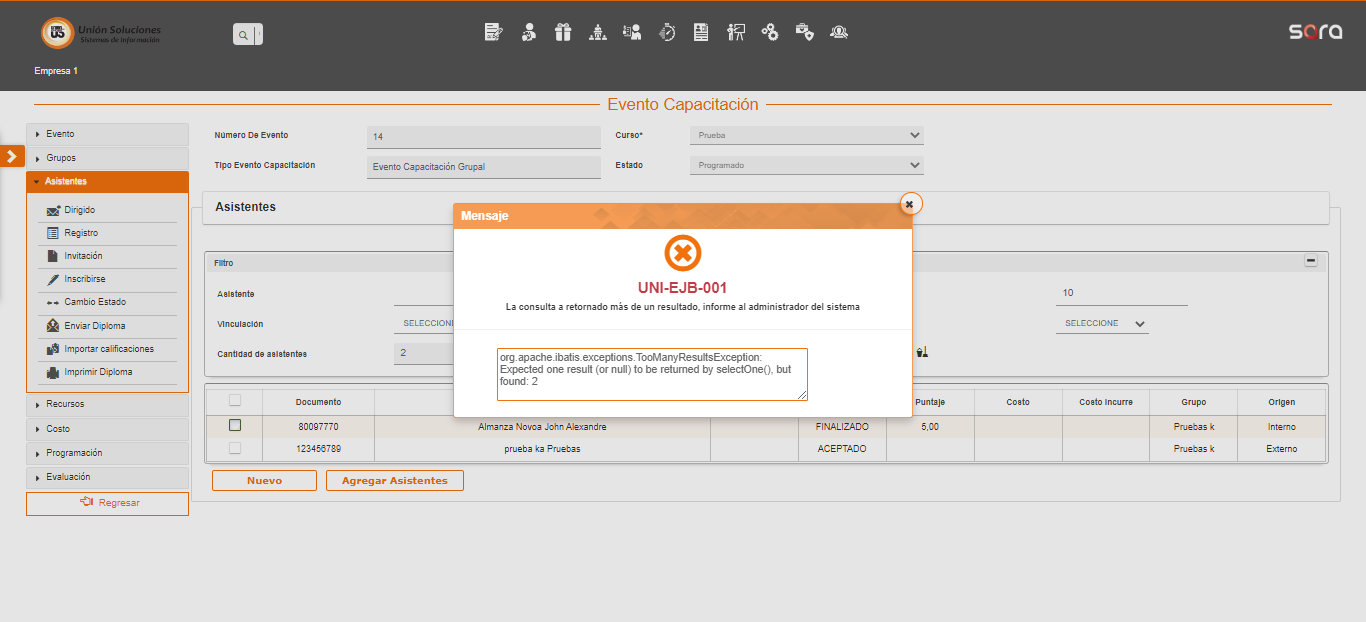 Unión Soluciones
Sistemas de Información
sora
Empresa 1
Evento Capacitación
Evento
Grupos
Asistentes
Dirigido
Registro
Invitación
Inscribirse
Cambio Estado
Enviar Diploma
Importar calificaciones
Imprimir Diploma
Recursos
Costo
Programación
Evaluación
Regresar
Número De Evento
14
Curso*
Prueba
Tipo Evento Capacitación
Evento Capacitación Grupal
Estado
Programado
Asistentes
Filtro
Asistente
10
Vinculación
SELECCIONE
Cantidad de asistentes
2
Mensaje
UNI-EJB-001
La consulta a retornado más de un resultado, informe al administrador del sistema
org.apache.ibatis.exceptions.TooManyResultsException:
Expected one result (or null) to be returned by selectOne(), but
found: 2
Documento Puntaje Costo Costo Incurre Grupo Origen
80097770 Almanza Novoa John Alexandre FINALIZADO 5,00 Pruebas k Interno
123456789 prueba ka Pruebas ACEPTADO Pruebas k Externo
Nuevo Agregar Asistentes